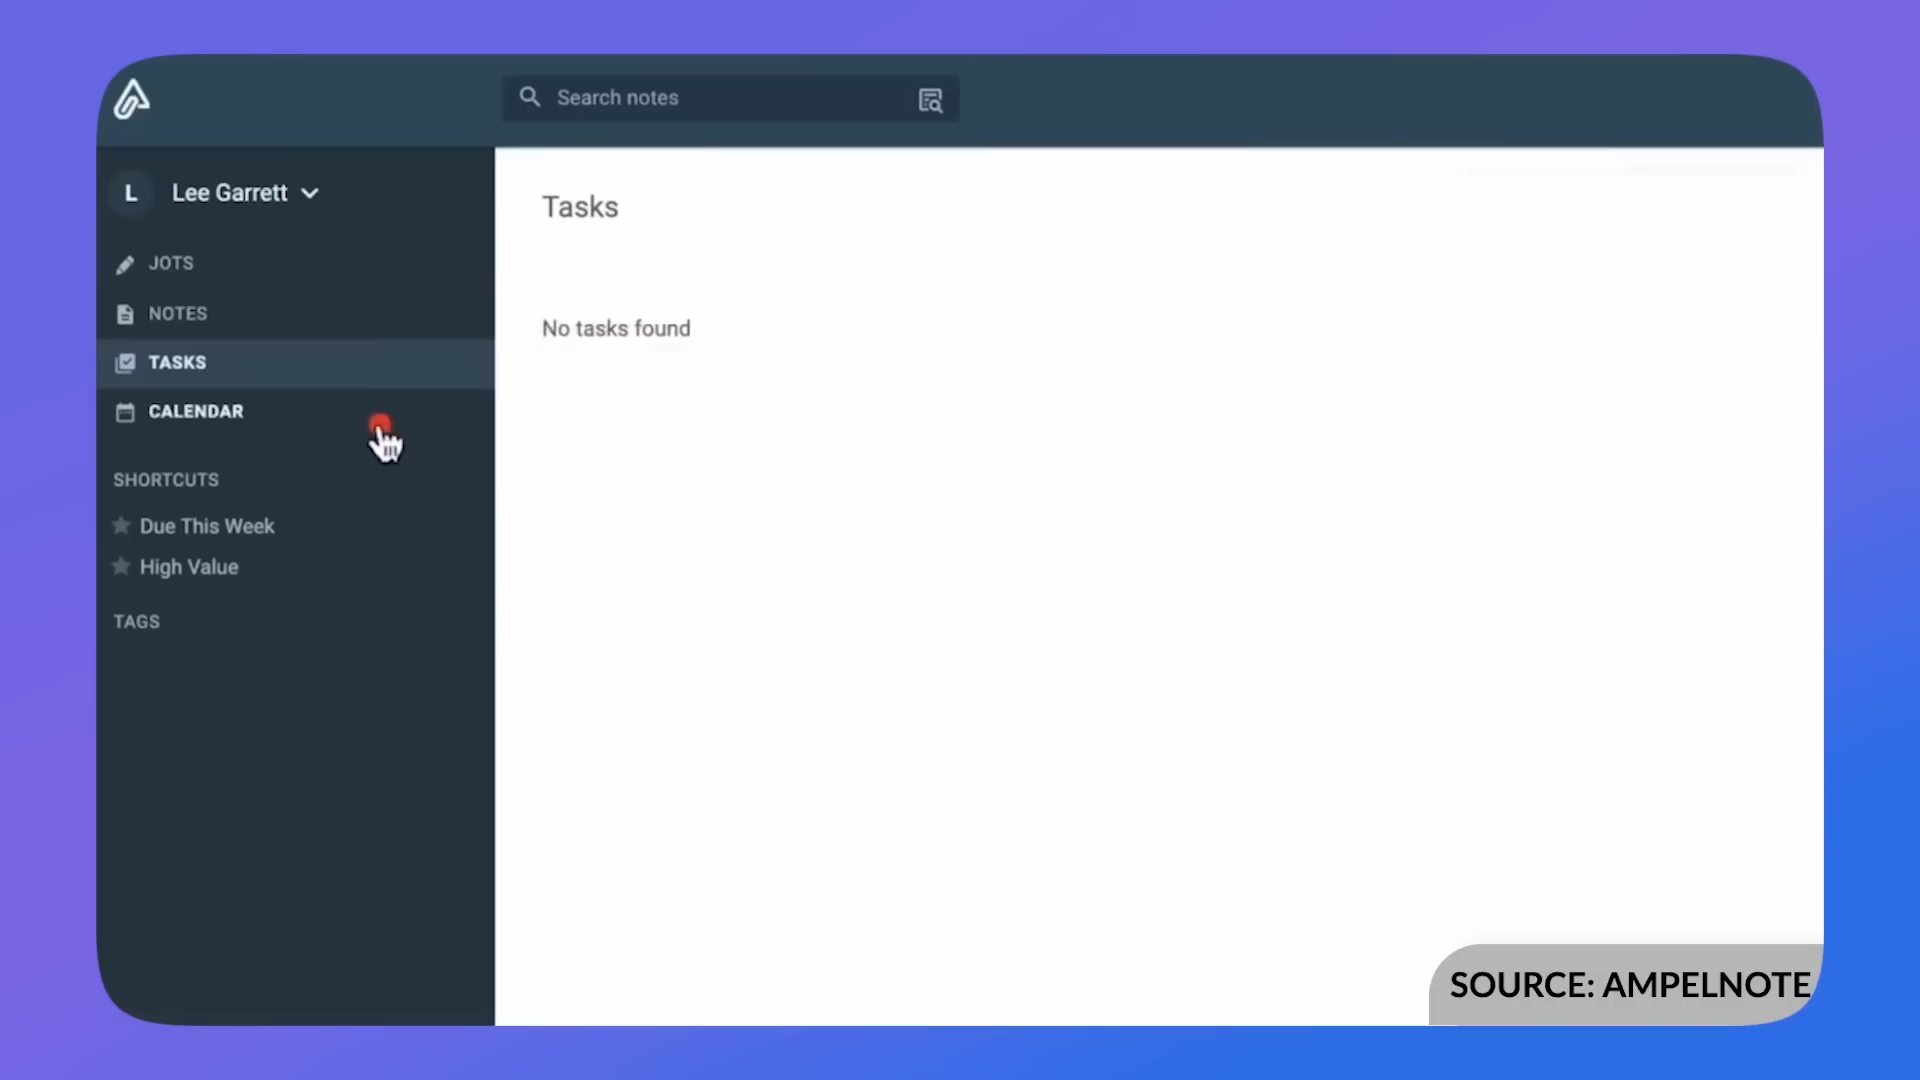 Search notes
L
Lee Garrett
JOTS
NOTES
TASKS
CALENDAR
SHORTCUTS
Due This Week
High Value
TAGS
Tasks
No tasks found
SOURCE: AMPELNOTE